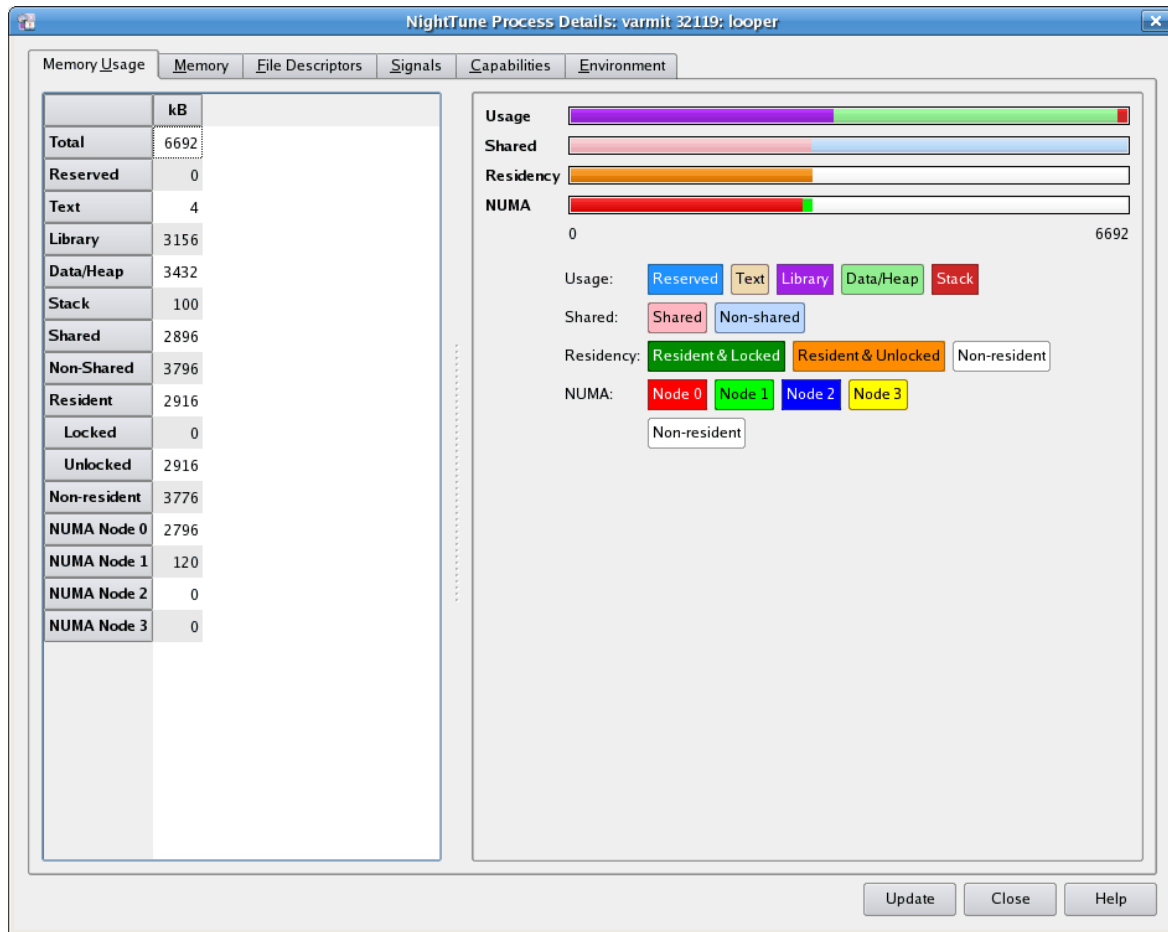 NightTune Process Details: varmit 32119: looper
Memory Usage Memory File Descriptors Signals Capabilities Environment
kB
Total 6692
Reserved 0
Text 4
Library 3156
Data/Heap 3432
Stack 100
Shared 2896
Non-Shared 3796
Resident 2916
Locked 0
Unlocked 2916
Non-resident 3776
NUMA Node 0 2796
NUMA Node 1 120
NUMA Node 2 0
NUMA Node 3 0
Usage
Shared
Residency
NUMA
0 6692
Usage: Reserved Text Library Data/Heap Stack
Shared: Shared Non-shared
Residency: Resident & Locked Resident & Unlocked Non-resident
NUMA: Node 0 Node 1 Node 2 Node 3
Non-resident
Update Close Help